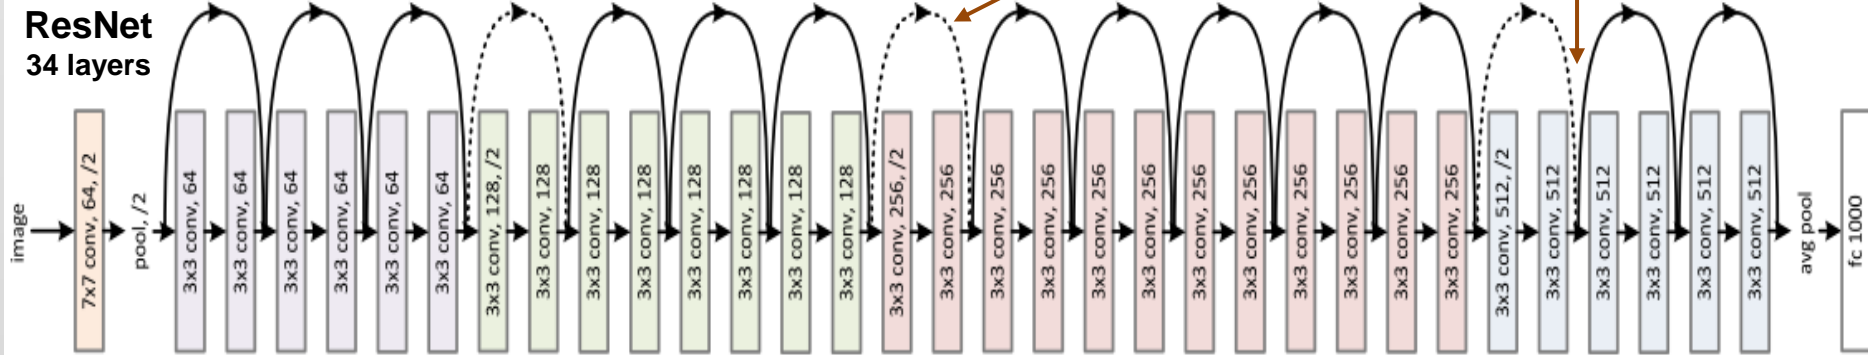 ResNet
34 layers
image
7x7 conv, 64, /2
pool, /2
3x3 conv, 64
3x3 conv, 64
3x3 conv, 64
3x3 conv, 64
3x3 conv, 64
3x3 conv, 64
3x3 conv, 128, /2
3x3 conv, 128
3x3 conv, 128
3x3 conv, 128
3x3 conv, 128
3x3 conv, 128
3x3 conv, 128
3x3 conv, 128
3x3 conv, 256, /2
3x3 conv, 256
3x3 conv, 256
3x3 conv, 256
3x3 conv, 256
3x3 conv, 256
3x3 conv, 256
3x3 conv, 256
3x3 conv, 256
3x3 conv, 256
3x3 conv, 256
3x3 conv, 256
3x3 conv, 512, /2
3x3 conv, 512
3x3 conv, 512
3x3 conv, 512
3x3 conv, 512
3x3 conv, 512
avg pool
fc 1000